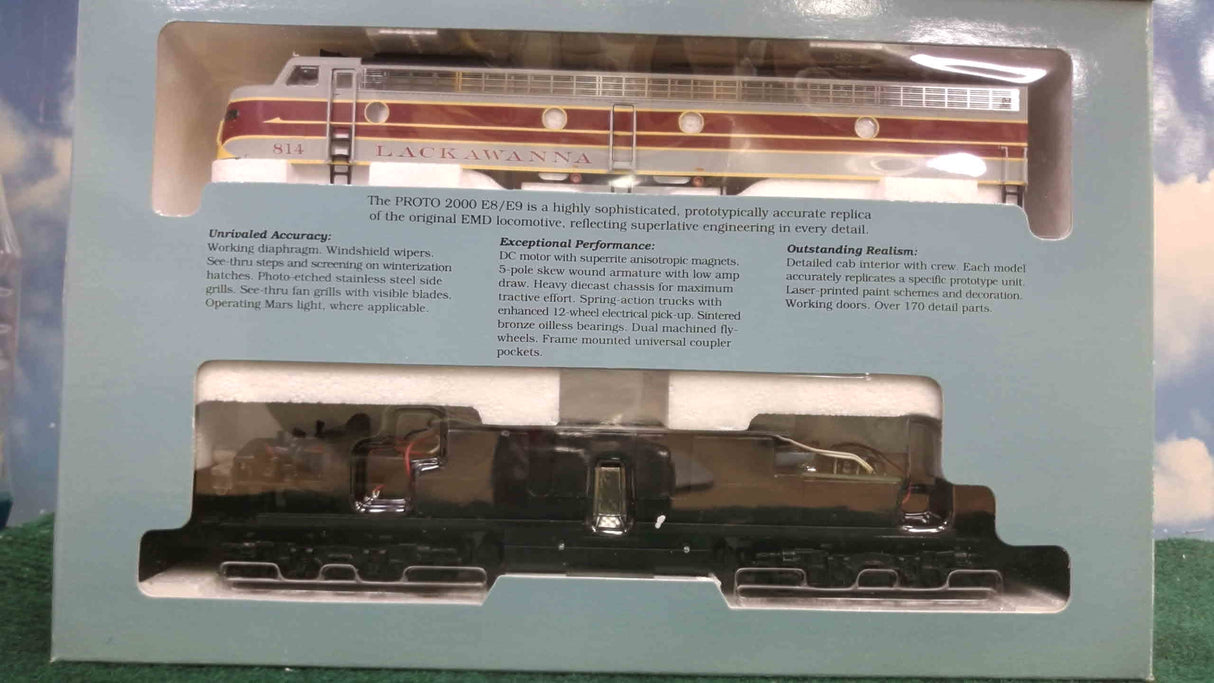 814 LACKAWANNA
The PROTO 2000 E8/E9 is a highly sophisticated, prototypically accurate replica
of the original EMD locomotive, reflecting superlative engineering in every detail.
Unrivaled Accuracy:
Working diaphragm. Windshield wipers.
See-thru steps and screening on winterization
hatches. Photo-etched stainless steel side
grills. See-thru fan grills with visible blades.
Operating Mars light, where applicable.
Exceptional Performance:
DC motor with superrite anisotropic magnets.
5-pole skew wound armature with low amp
draw. Heavy diecast chassis for maximum
tractive effort. Spring-action trucks with
enhanced 12-wheel electrical pick-up. Sintered
bronze oilless bearings. Dual machined fly-
wheels. Frame mounted universal coupler
pockets.
Outstanding Realism:
Detailed cab interior with crew. Each model
accurately replicates a specific prototype unit.
Laser-printed paint schemes and decoration.
Working doors. Over 170 detail parts.